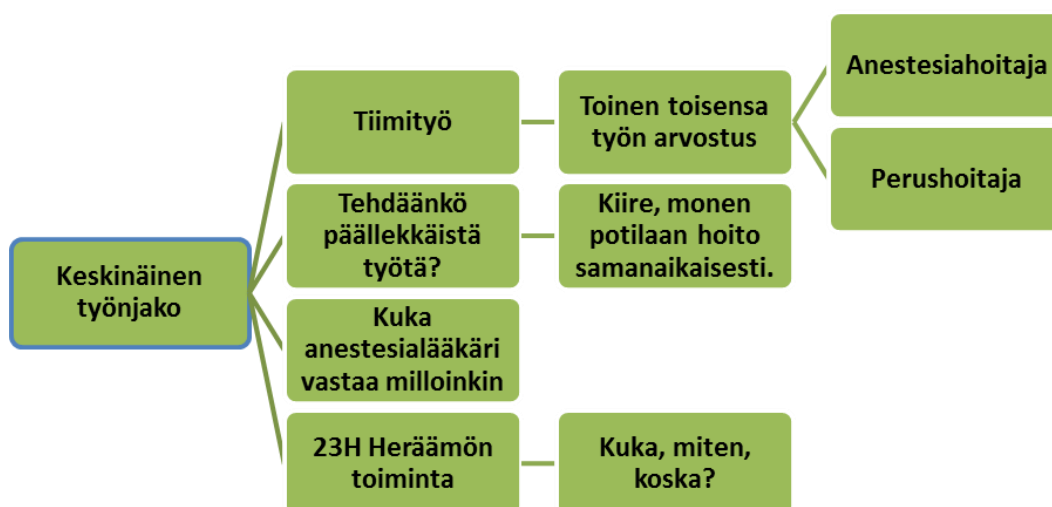 Keskinäinen
työnjako
Tiimityö
Toinen toisensa
työn arvostus
Anestesiahoitaja
Perushoitaja
Tehdäänkö
päällekkäistä
työtä?
Kiire, monen
potilaan hoito
samanaikaisesti.
Kuka
anestesialääkäri
vastaa milloinkin
23H Heräämön
toiminta
Kuka, miten,
koska?